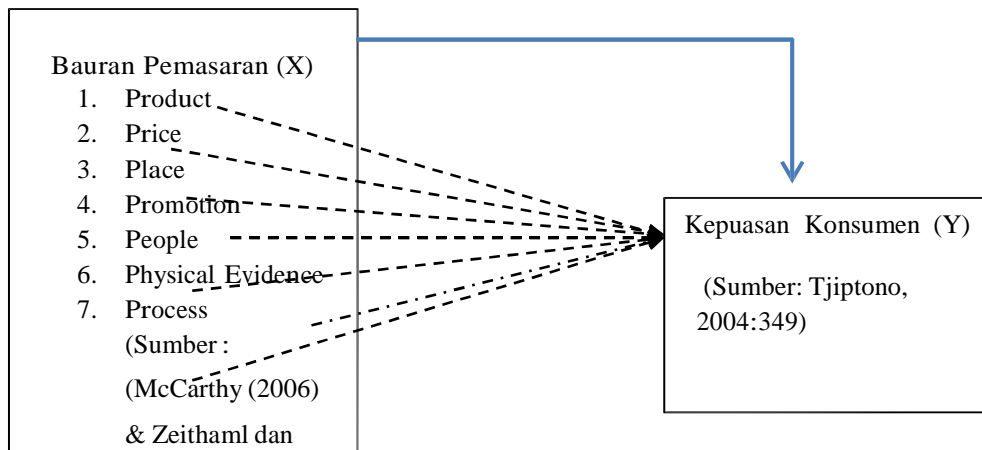 Bauran Pemasaran (X)
1. Product
2. Price
3. Place
4. Promotion
5. People
6. Physical Evidence
7. Process
(Sumber :
(McCarthy (2006)
& Zeithaml dan
Kepuasan Konsumen (Y)
(Sumber: Tjiptono,
2004:349)